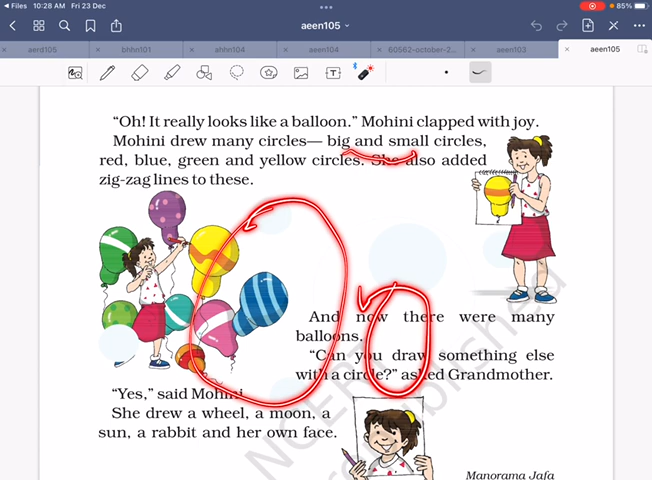 Files 10:28 AM Fri 23 Dec 85%
aeen105
aerd105 bhhn101 ahhn104 aeen104 60562-october-2... aeen103 aeen105
"Oh! It really looks like a balloon." Mohini clapped with joy.
Mohini drew many circles— big and small circles,
red, blue, green and yellow circles. She also added
zig-zag lines to these.
And now there were many
balloons.
"Can you draw something else
with a circle?" asked Grandmother.
"Yes," said Mohini.
She drew a wheel, a moon, a
sun, a rabbit and her own face.
Manorama Jafa
NCERT